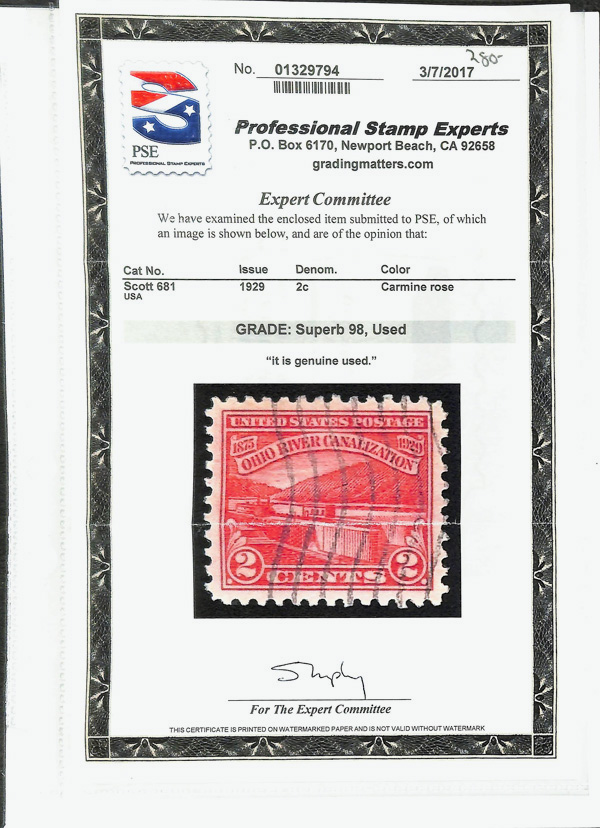 280-
No. 01329794 3/7/2017
PSE
PROFESSIONAL STAMP EXPERTS
Professional Stamp Experts
P.O. Box 6170, Newport Beach, CA 92658
gradingmatters.com
Expert Committee
We have examined the enclosed item submitted to PSE, of which
an image is shown below, and are of the opinion that:
Cat No. Issue Denom. Color
Scott 681 1929 2c Carmine rose
USA
GRADE: Superb 98, Used
“it is genuine used.”
UNITED STATES POSTAGE
1875 OHIO RIVER CANALIZATION 1929
2 CENTS 2
For The Expert Committee
THIS CERTIFICATE IS PRINTED ON WATERMARKED PAPER AND IS NOT VALID WITHOUT WATERMARK